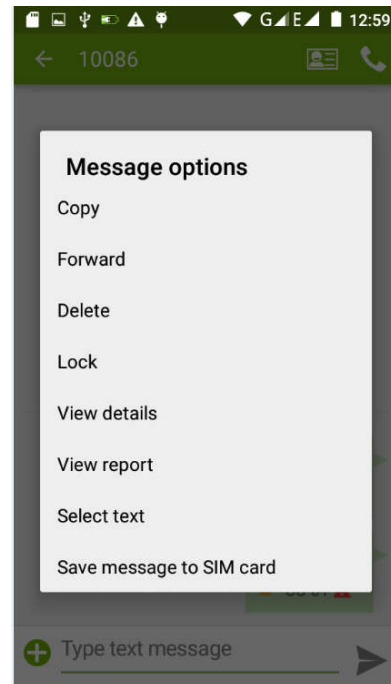 G E 12:59
10086
Message options
Copy
Forward
Delete
Lock
View details
View report
Select text
Save message to SIM card
Type text message